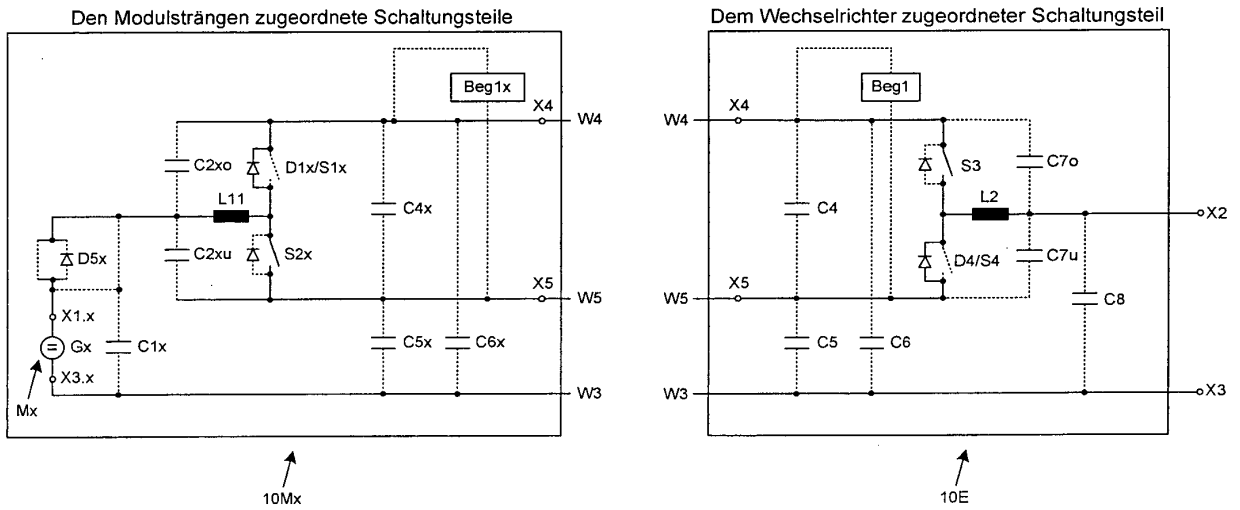 Den Modulsträngen zugeordnete Schaltungsteile
Dem Wechselrichter zugeordneter Schaltungsteil
Beg1x
X4
W4
C2xo
D1x/S1x
L11
C4x
D5x
C2xu
S2x
X5
W5
X1.x
Gx
C1x
C5x
C6x
X3.x
W3
Mx
10Mx
Beg1
X4
W4
S3
C7o
C4
L2
X2
D4/S4
C7u
X5
W5
C8
C5
C6
W3
X3
10E